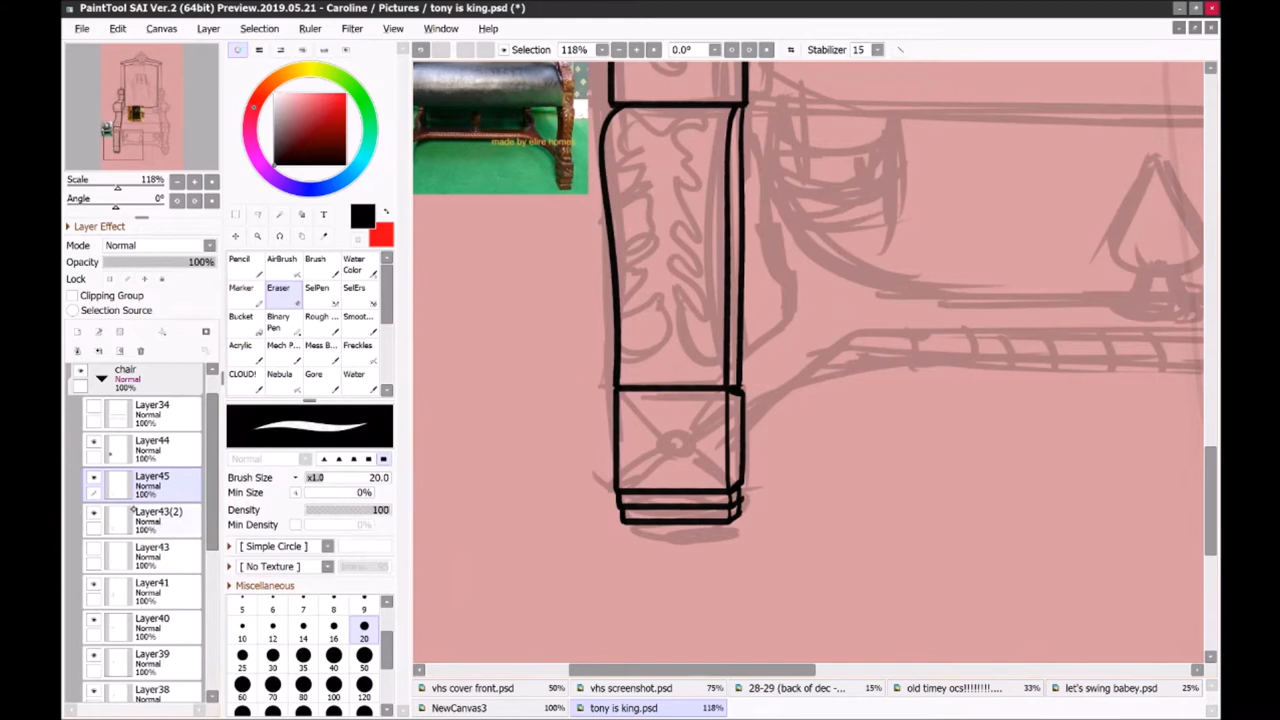 PaintTool SAI Ver.2 (64bit) Preview.2019.05.21 - Caroline / Pictures / tony is king.psd (*)
File Edit Canvas Layer Selection Ruler Filter View Window Help
Selection 118% 0.0° Stabilizer 15
made by elire homes
Scale 118%
Angle 0°
Layer Effect
Mode Normal
Opacity 100%
Lock
Clipping Group
Selection Source
chair
Normal
100%
Layer34
Normal
100%
Layer44
Normal
100%
Layer45
Normal
100%
Layer43(2)
Normal
100%
Layer43
Normal
100%
Layer41
Normal
100%
Layer40
Normal
100%
Layer39
Normal
100%
Layer38
Normal
T
Pencil AirBrush Brush Water Color
Marker Eraser SelPen SelErs
Bucket Binary Pen Rough ... Smoot...
Acrylic Mech P... Mess B... Freckles
CLOUD! Nebula Gore Water
Normal
Brush Size x1.0 20.0
Min Size 0%
Density 100
Min Density 0%
[ Simple Circle ]
[ No Texture ]
Miscellaneous
5 6 7 8 9
10 12 14 16 20
25 30 35 40 50
60 70 80 100 120
vhs cover front.psd 50% vhs screenshot.psd 75% 28-29 (back of dec -... 15% old timey ocs!!!!!!!!... 33% let's swing babey.psd 25%
NewCanvas3 100% tony is king.psd 118%